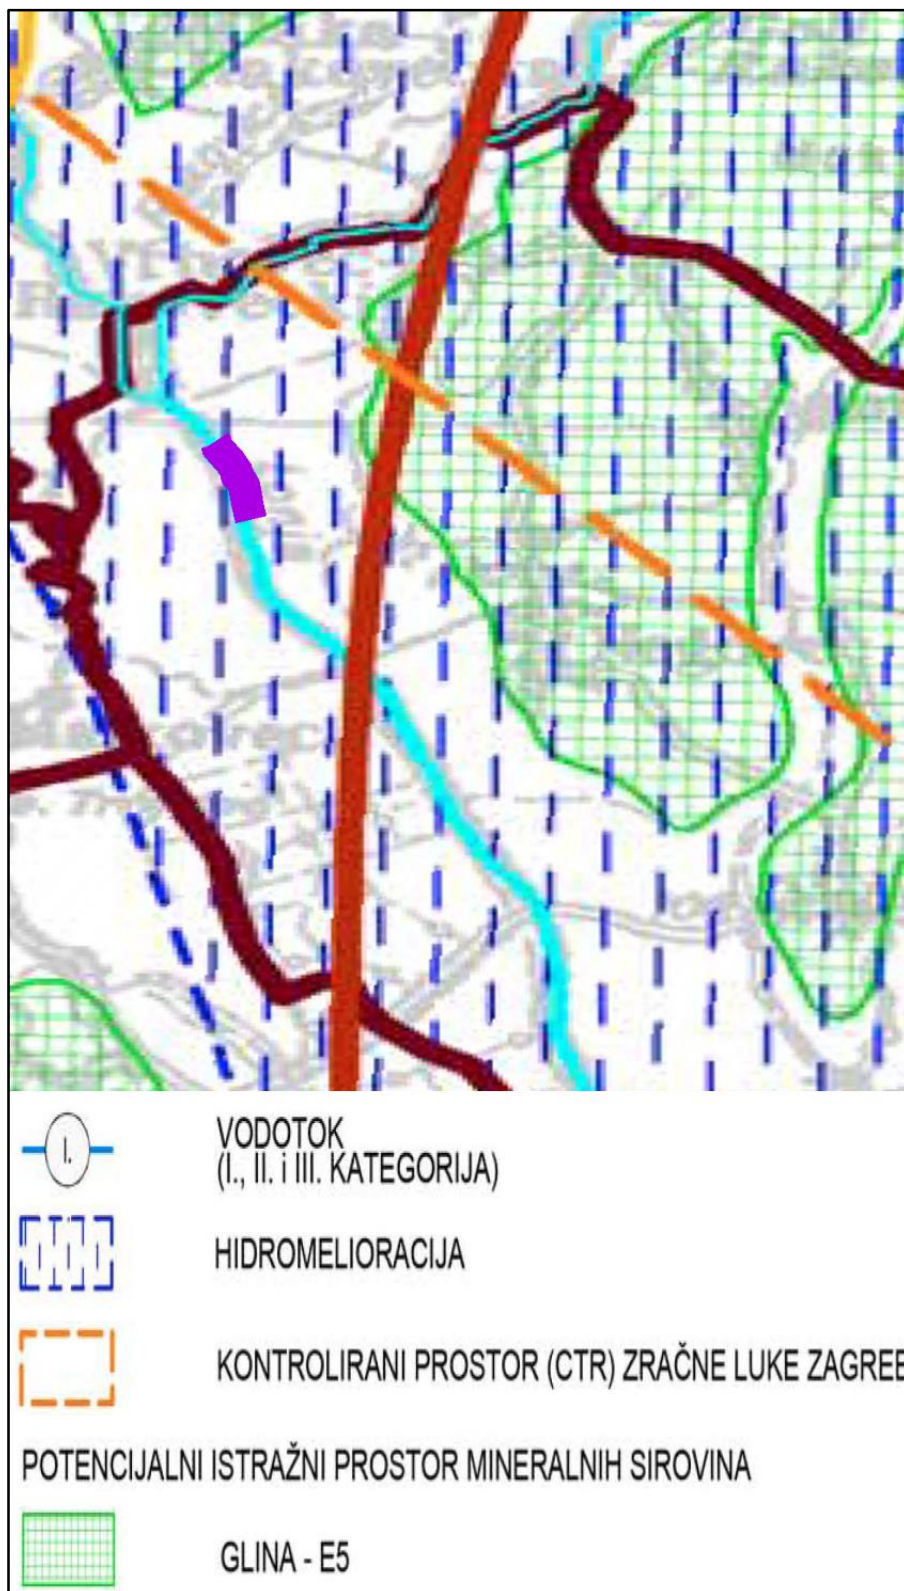 I.
VODOTOK
(I., II. i III. KATEGORIJA)
HIDROMELIORACIJA
KONTROLIRANI PROSTOR (CTR) ZRAČNE LUKE ZAGREB
POTENCIJALNI ISTRAŽNI PROSTOR MINERALNIH SIROVINA
GLINA - E5